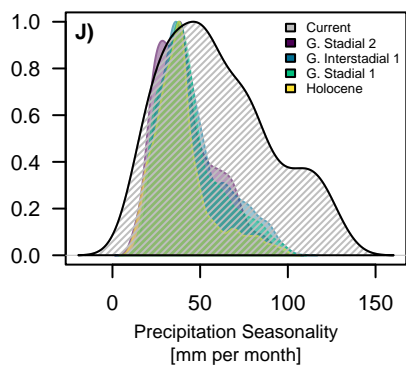 J)
Current
G. Stadial 2
G. Interstadial 1
G. Stadial 1
Holocene
1.0
0.8
0.6
0.4
0.2
0.0
0 50 100 150
Precipitation Seasonality
[mm per month]